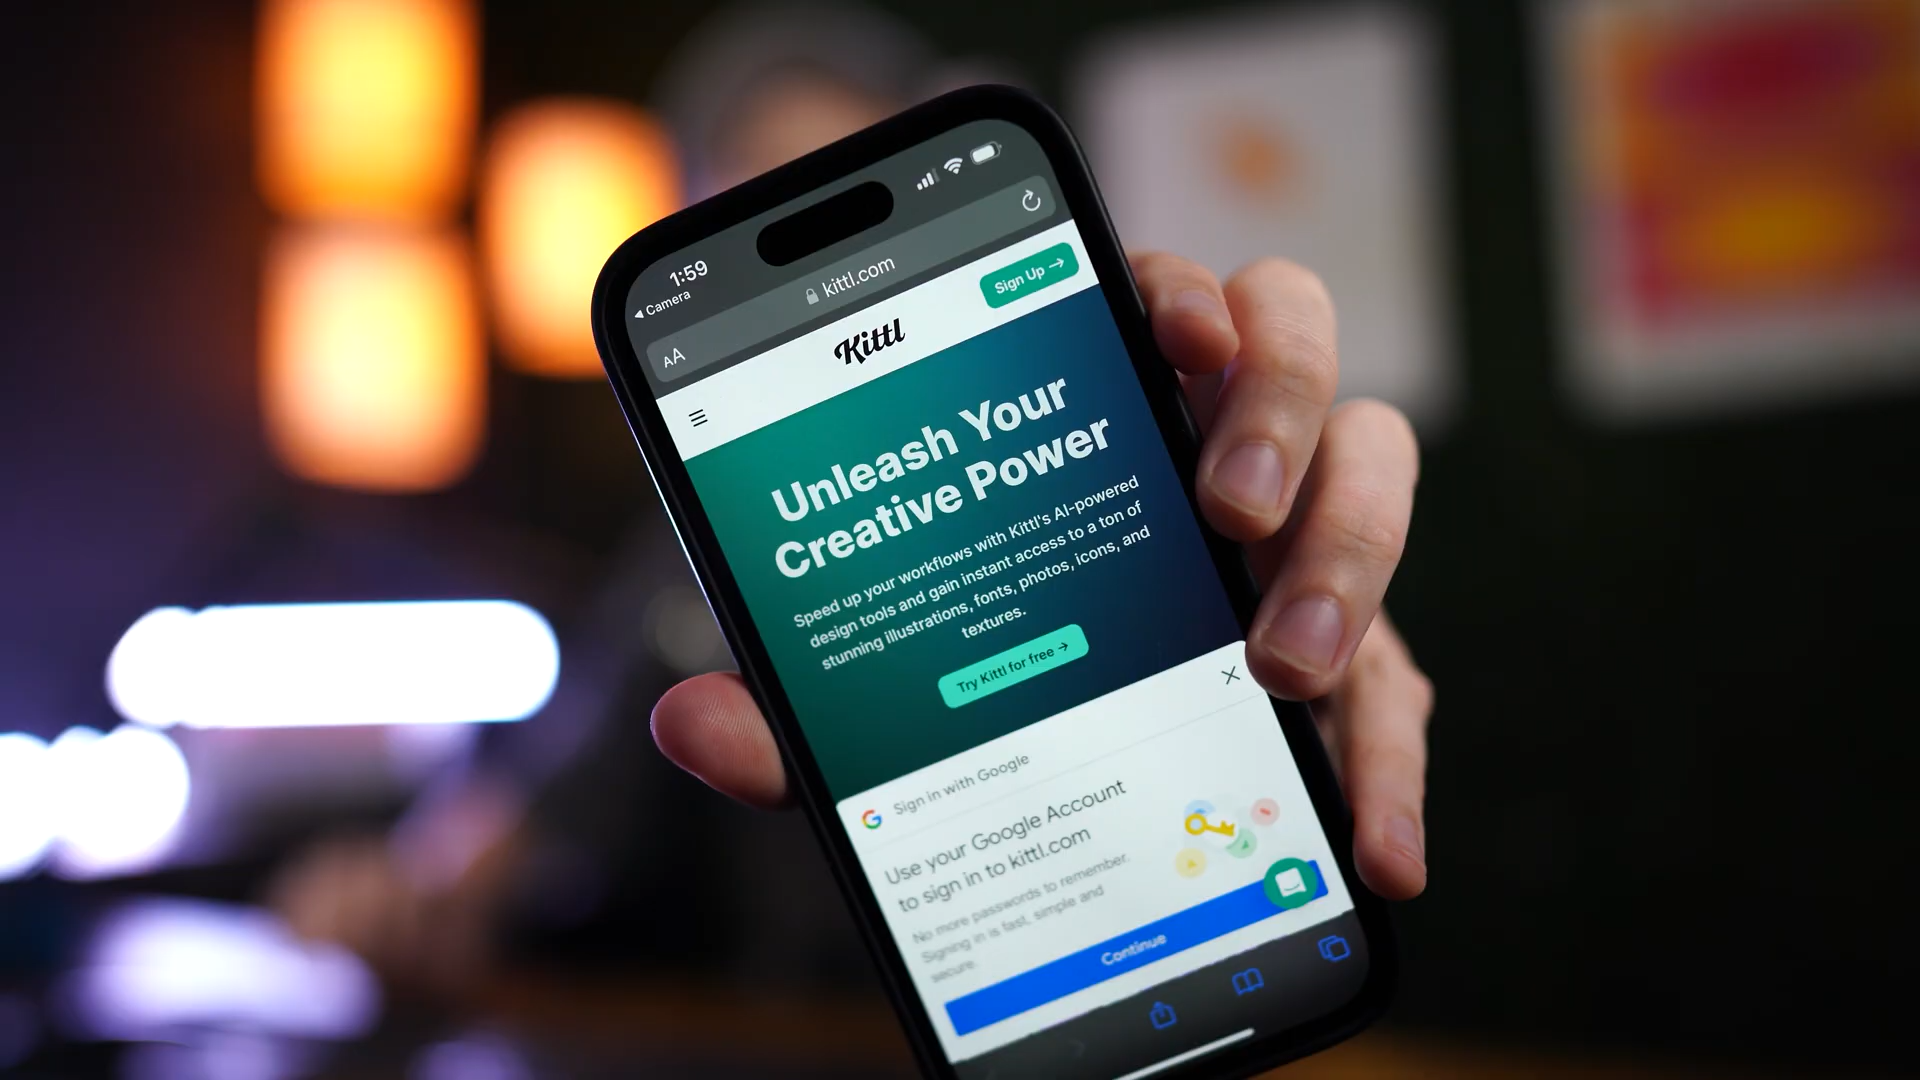 1:59
Camera
AA
kittl.com
Kittl
Sign Up →
Unleash Your
Creative Power
Speed up your workflows with Kittl's AI-powered
design tools and gain instant access to a ton of
stunning illustrations, fonts, photos, icons, and
textures.
Try Kittl for free →
Sign in with Google
Use your Google Account
to sign in to kittl.com
No more passwords to remember.
Signing in is fast, simple and
secure.
Continue